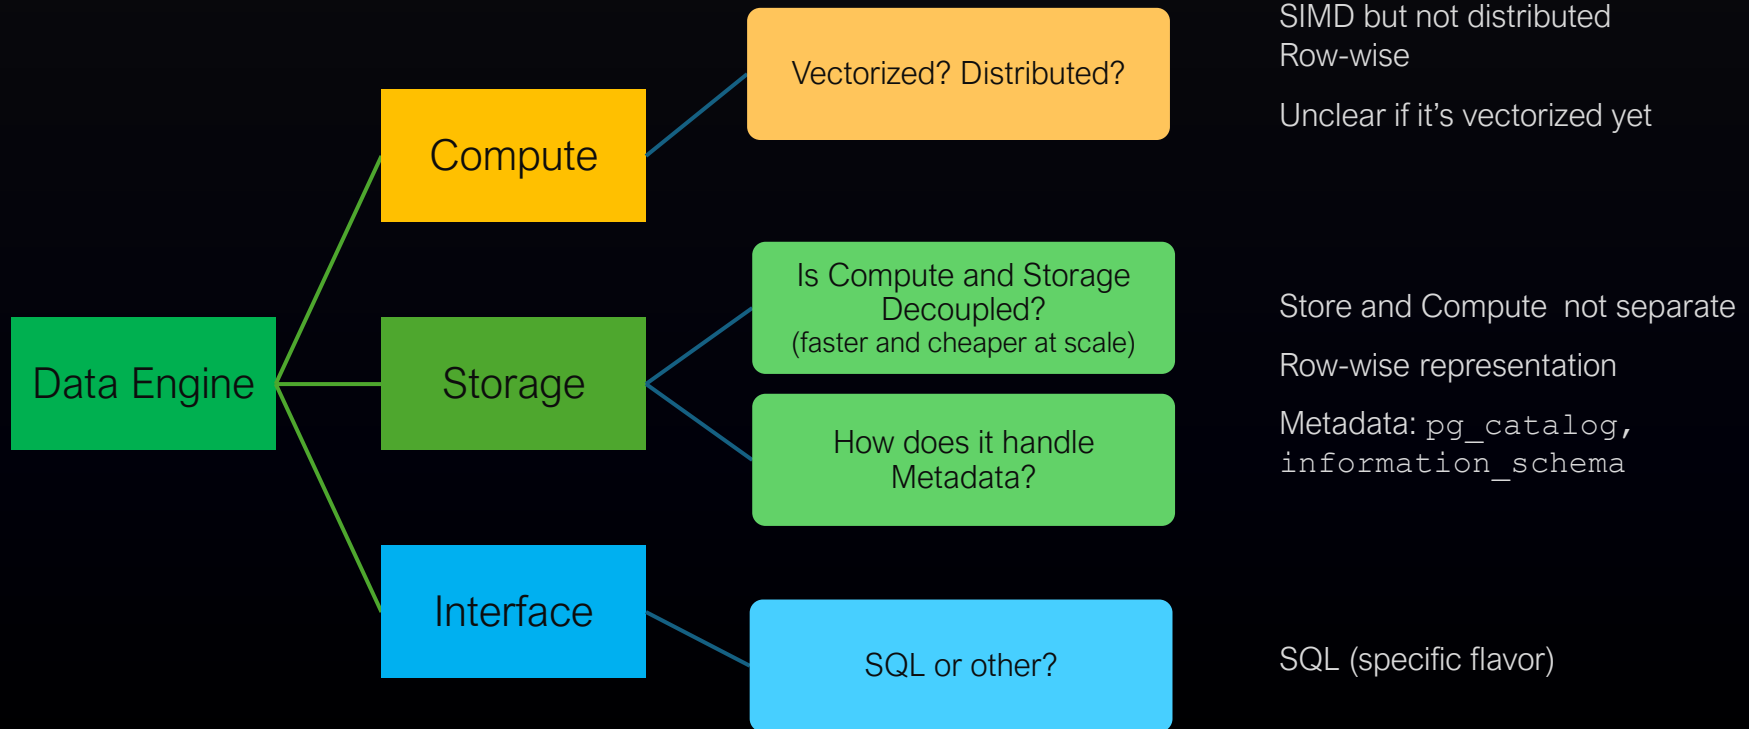 Data Engine
Compute
Storage
Interface
Vectorized? Distributed?
Is Compute and Storage
Decoupled?
(faster and cheaper at scale)
How does it handle
Metadata?
SQL or other?
SIMD but not distributed
Row-wise
Unclear if it’s vectorized yet
Store and Compute  not separate
Row-wise representation
Metadata: pg_catalog,
information_schema
SQL (specific flavor)